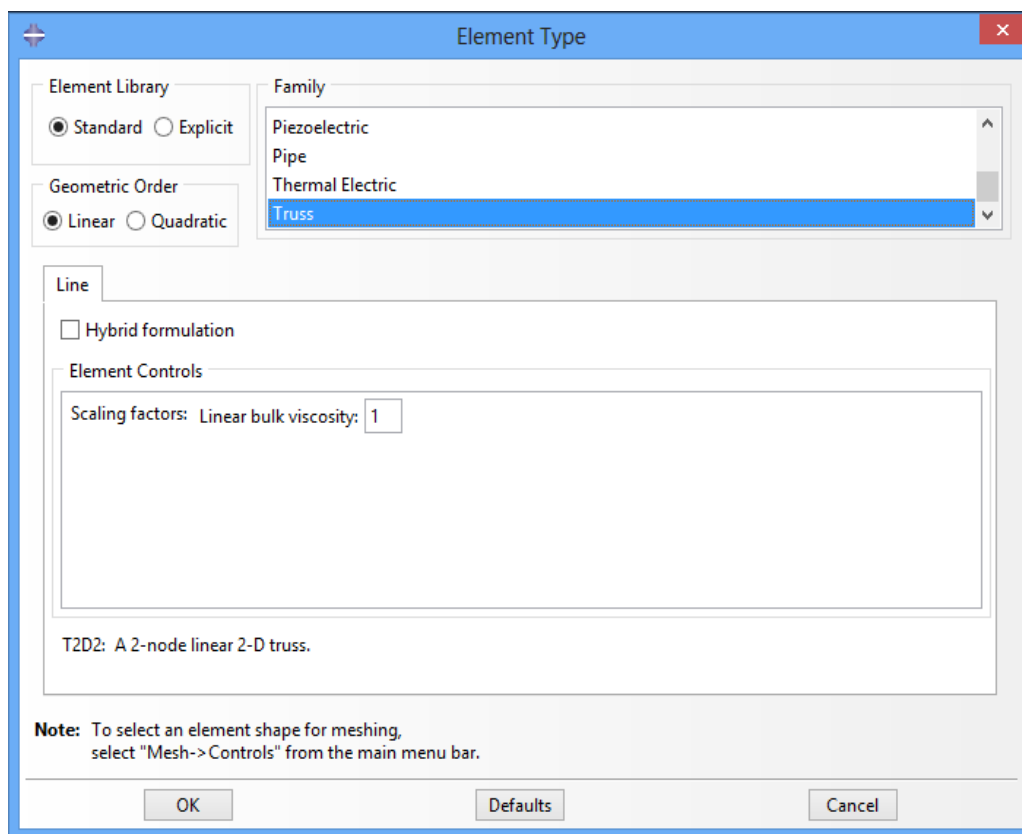 Element Type
Element Library
Standard
Explicit
Family
Piezoelectric
Pipe
Thermal Electric
Truss
Geometric Order
Linear
Quadratic
Line
Hybrid formulation
Element Controls
Scaling factors: Linear bulk viscosity: 1
T2D2: A 2-node linear 2-D truss.
Note: To select an element shape for meshing,
select "Mesh->Controls" from the main menu bar.
OK
Defaults
Cancel